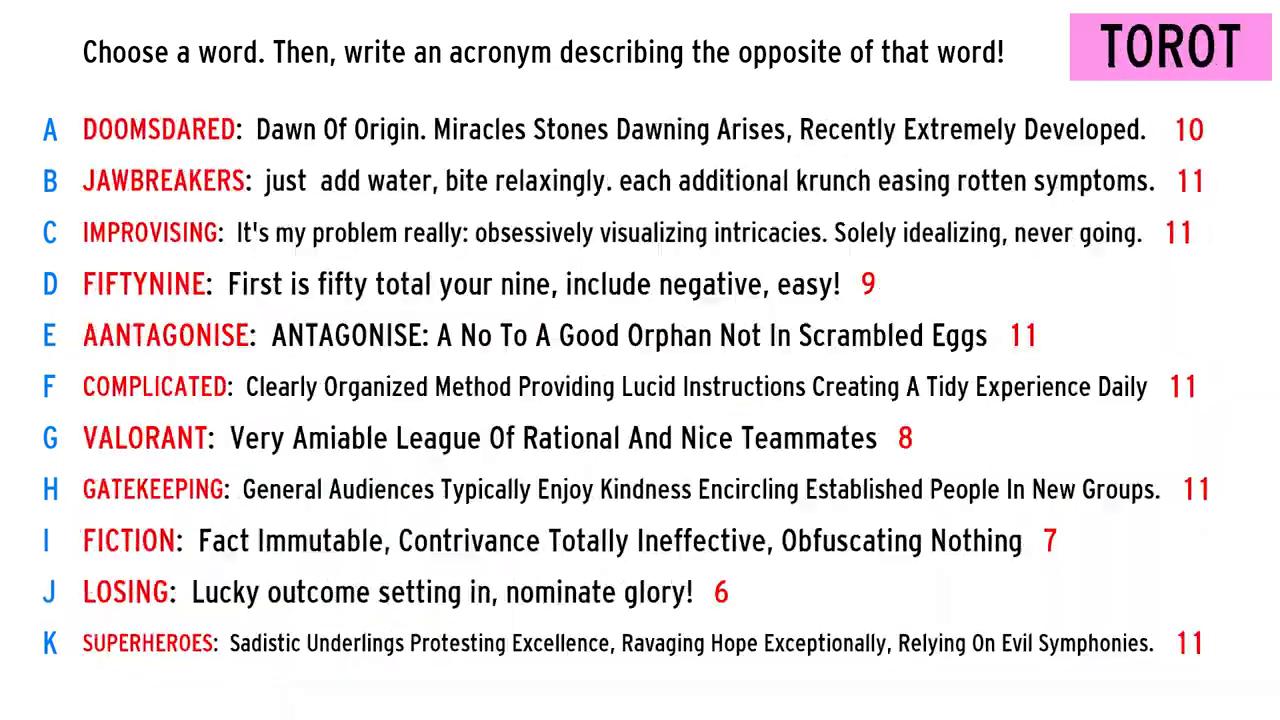 Choose a word. Then, write an acronym describing the opposite of that word!
TOROT
A DOOMSDARED: Dawn Of Origin. Miracles Stones Dawning Arises, Recently Extremely Developed. 10
B JAWBREAKERS: just add water, bite relaxingly. each additional krunch easing rotten symptoms. 11
C IMPROVISING: It's my problem really: obsessively visualizing intricacies. Solely idealizing, never going. 11
D FIFTYNINE: First is fifty total your nine, include negative, easy! 9
E AANTAGONISE: ANTAGONISE: A No To A Good Orphan Not In Scrambled Eggs 11
F COMPLICATED: Clearly Organized Method Providing Lucid Instructions Creating A Tidy Experience Daily 11
G VALORANT: Very Amiable League Of Rational And Nice Teammates 8
H GATEKEEPING: General Audiences Typically Enjoy Kindness Encircling Established People In New Groups. 11
I FICTION: Fact Immutable, Contrivance Totally Ineffective, Obfuscating Nothing 7
J LOSING: Lucky outcome setting in, nominate glory! 6
K SUPERHEROES: Sadistic Underlings Protesting Excellence, Ravaging Hope Exceptionally, Relying On Evil Symphonies. 11